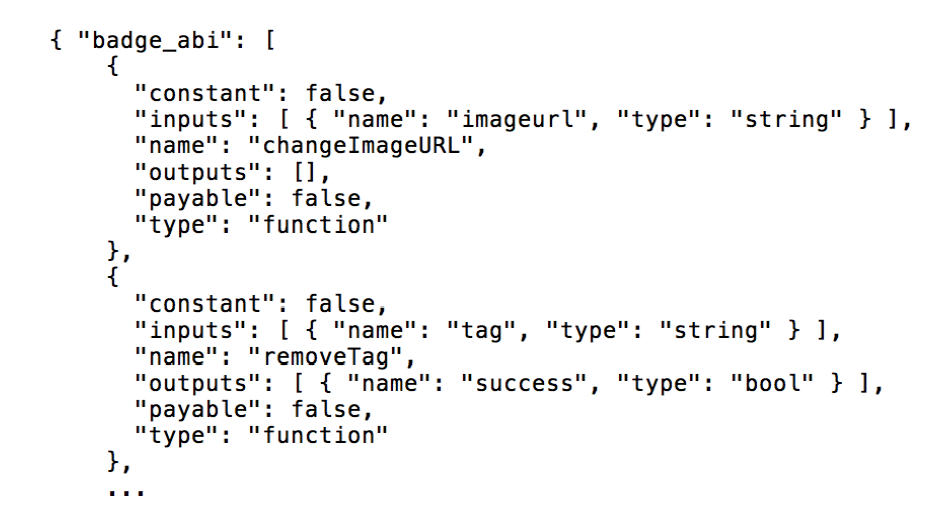 { "badge_abi": [
    {
      "constant": false,
      "inputs": [ { "name": "imageurl", "type": "string" } ],
      "name": "changeImageURL",
      "outputs": [],
      "payable": false,
      "type": "function"
    },
    {
      "constant": false,
      "inputs": [ { "name": "tag", "type": "string" } ],
      "name": "removeTag",
      "outputs": [ { "name": "success", "type": "bool" } ],
      "payable": false,
      "type": "function"
    },
    ...